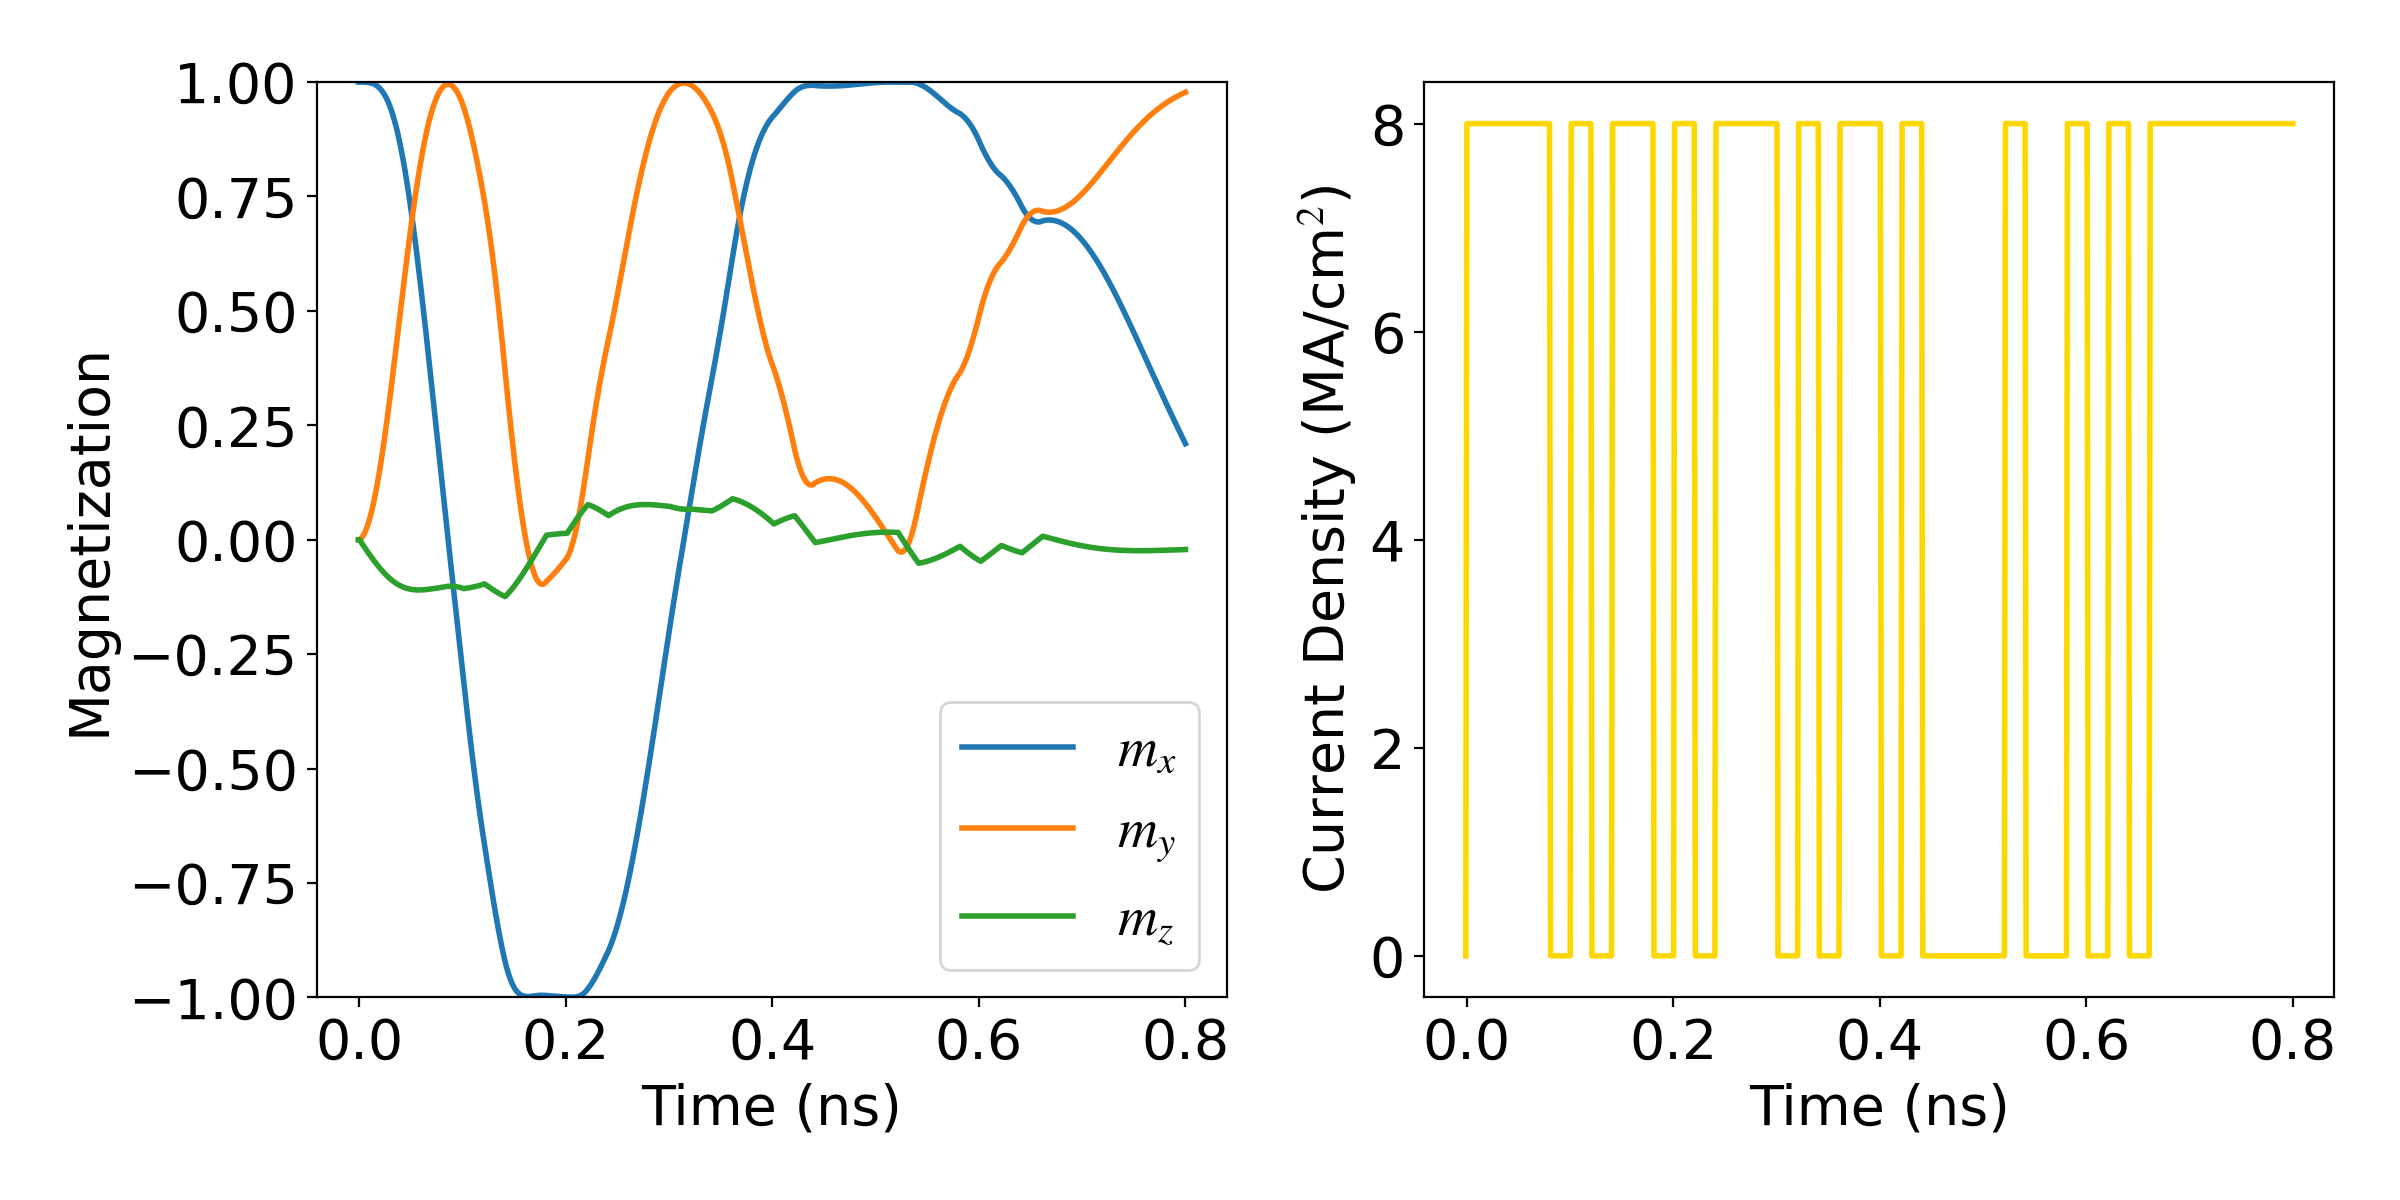 Magnetization
1.00
0.75
0.50
0.25
0.00
−0.25
−0.50
−0.75
−1.00
0.0 0.2 0.4 0.6 0.8
Time (ns)
mₓ
m_y
m_z
Current Density (MA/cm²)
8
6
4
2
0
0.0 0.2 0.4 0.6 0.8
Time (ns)